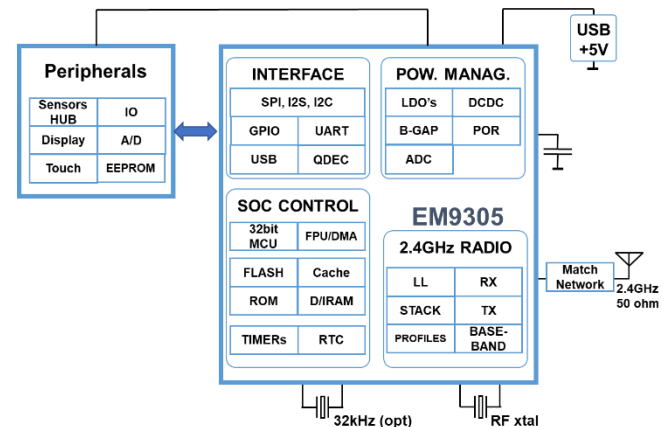 Peripherals
Sensors
HUB
IO
Display
A/D
Touch
EEPROM
INTERFACE
SPI, I2S, I2C
GPIO
UART
USB
QDEC
POW. MANAG.
LDO's
DCDC
B-GAP
POR
ADC
USB
+5V
SOC CONTROL
32bit
MCU
FPU/DMA
FLASH
Cache
ROM
D/IRAM
TIMERs
RTC
EM9305
2.4GHz RADIO
LL
RX
STACK
TX
PROFILES
BASE-
BAND
Match
Network
2.4GHz
50 ohm
32kHz (opt)
RF xtal